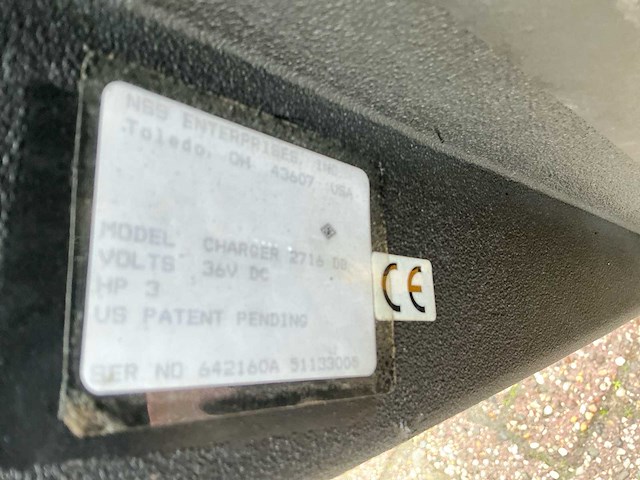 NSS ENTERPRISES, INC.
Toledo, OH 43607 USA
MODEL CHARGER 2716 DB
VOLTS 36V DC
HP 3
US PATENT PENDING
SER NO 642160A 51133008
CE